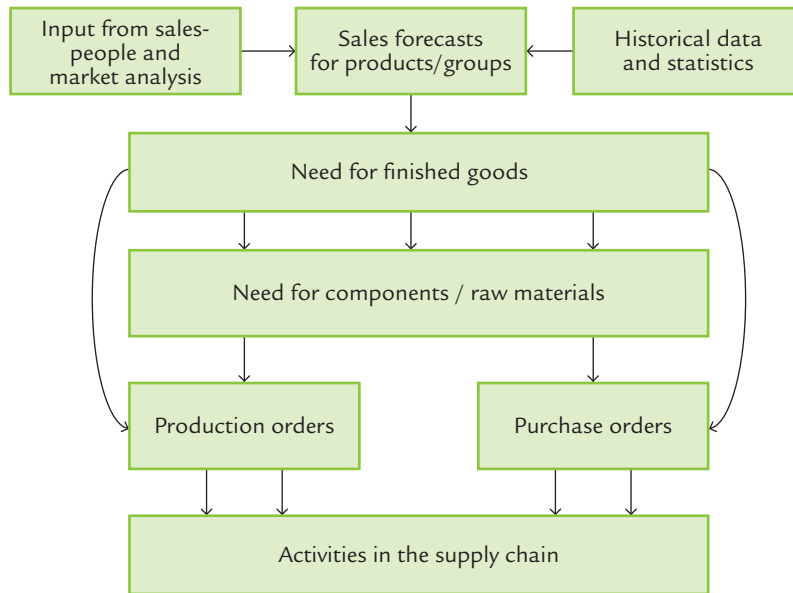 Input from sales-
people and
market analysis
Sales forecasts
for products/groups
Historical data
and statistics
Need for finished goods
Need for components / raw materials
Production orders
Purchase orders
Activities in the supply chain